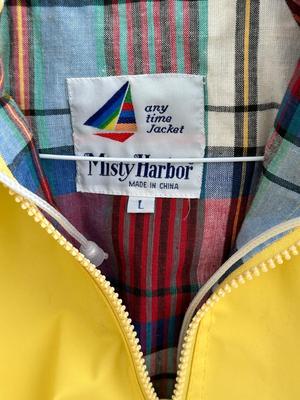 any
time
Jacket
Misty Harbor
MADE IN CHINA
L